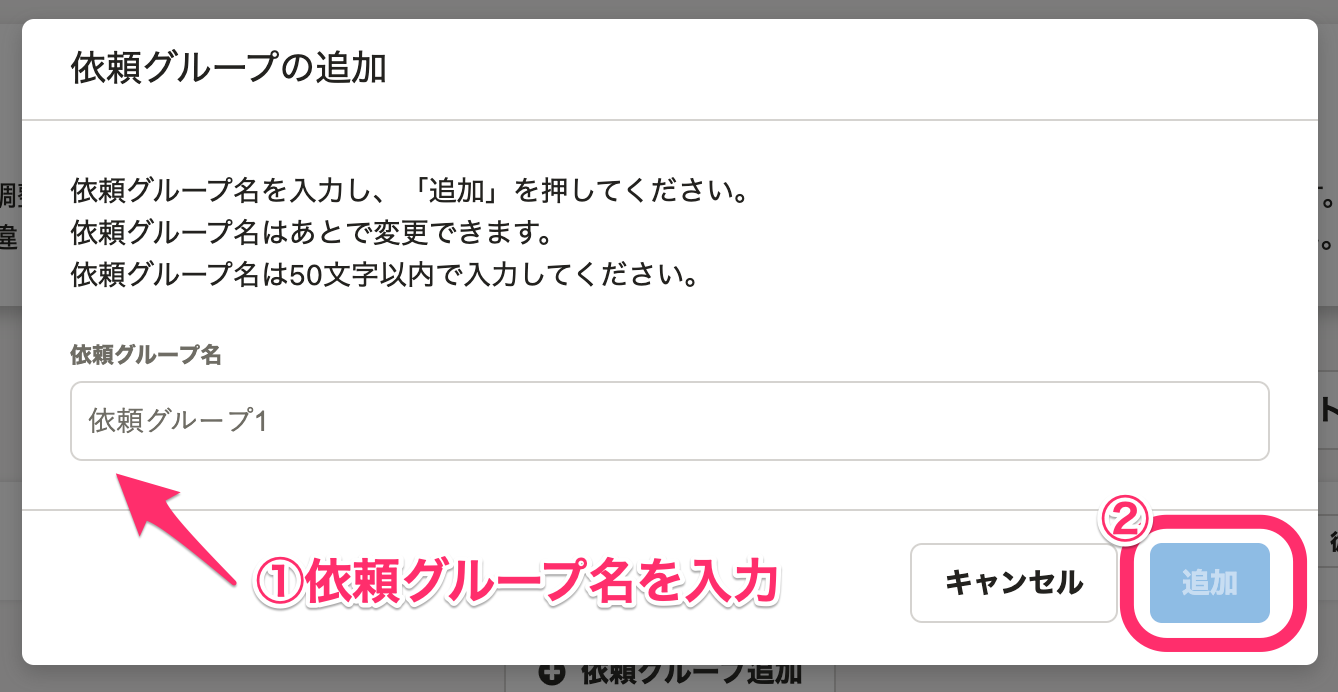 依頼グループの追加
依頼グループ名を入力し、「追加」を押してください。
依頼グループ名はあとで変更できます。
依頼グループ名は50文字以内で入力してください。
依頼グループ名
依頼グループ1
①依頼グループ名を入力
②
キャンセル
追加
依頼グループ追加